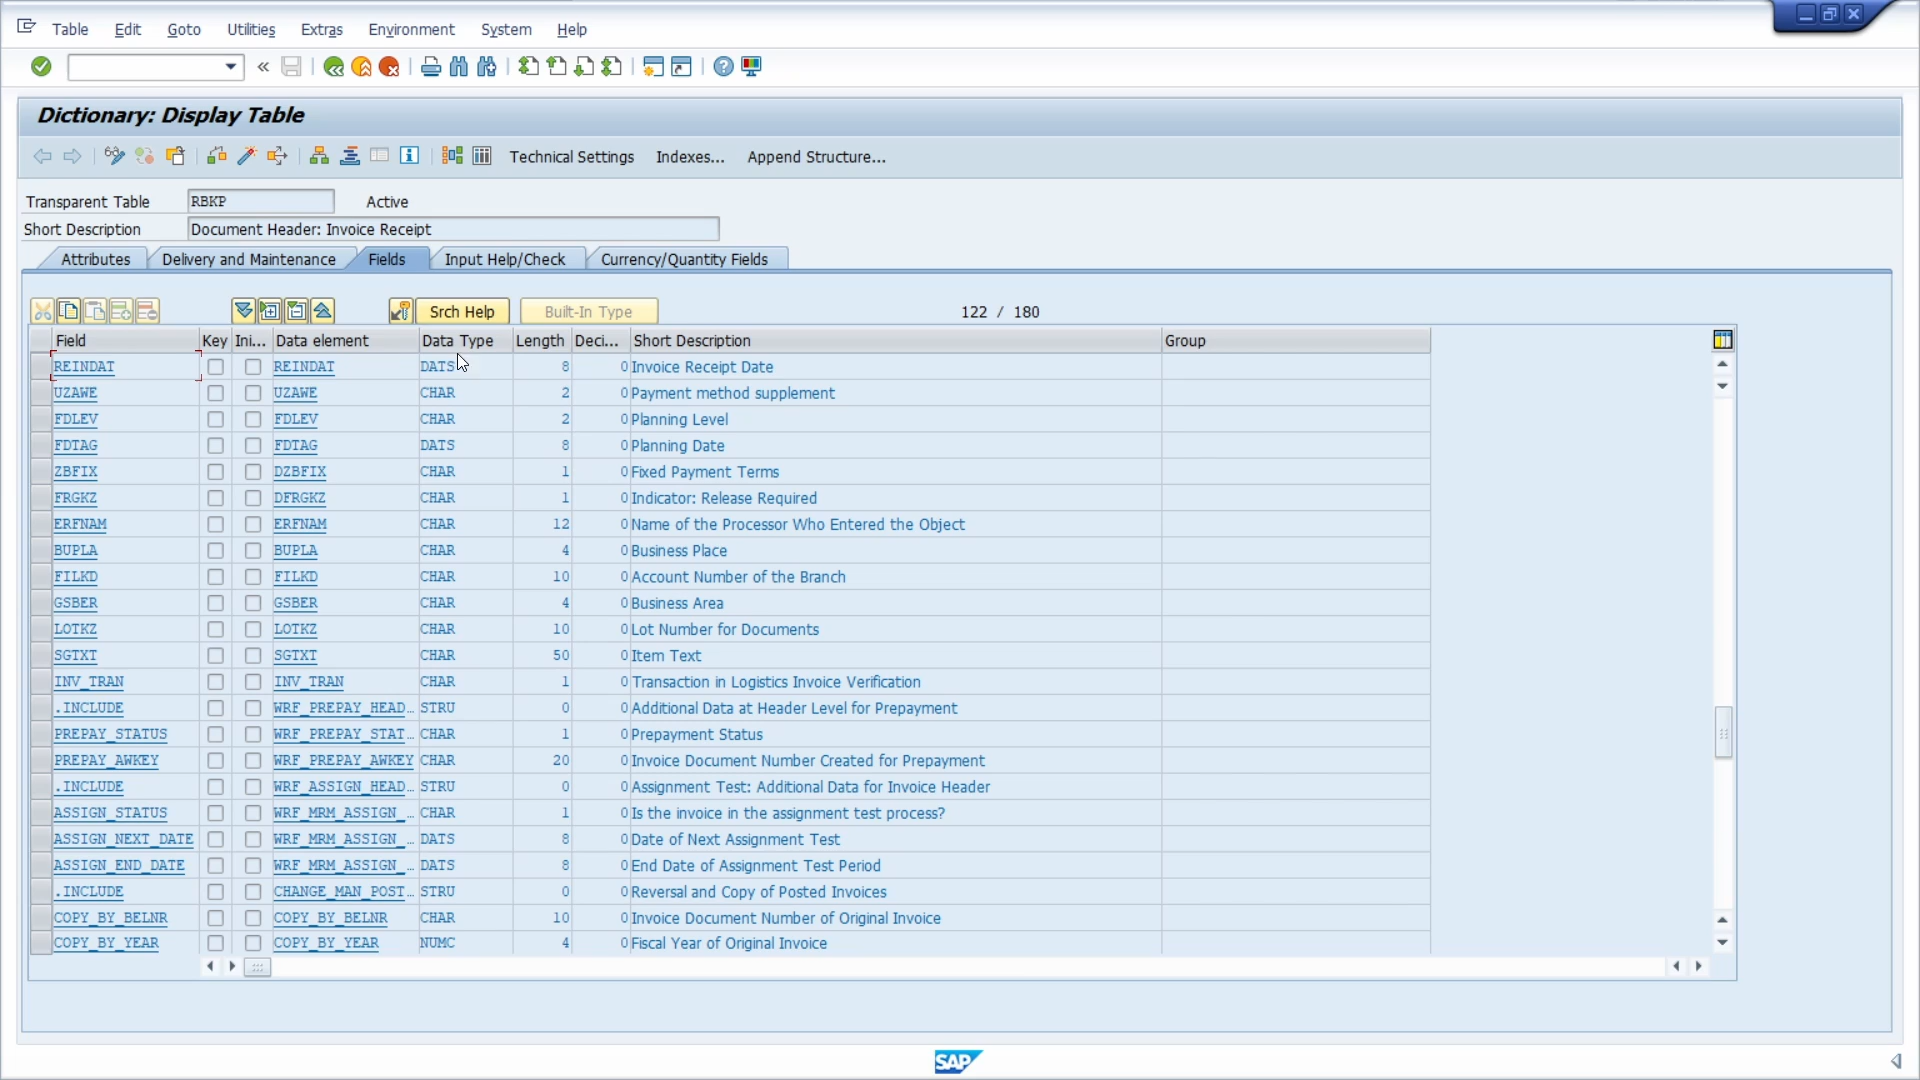 Table Edit Goto Utilities Extras Environment System Help
Dictionary: Display Table
Technical Settings Indexes... Append Structure...
Transparent Table RBKP Active
Short Description Document Header: Invoice Receipt
Attributes Delivery and Maintenance Fields Input Help/Check Currency/Quantity Fields
Srch Help Built-In Type 122 / 180
Field Key Ini... Data element Data Type Length Deci... Short Description Group
REINDAT REINDAT DATS 8 0 Invoice Receipt Date
UZAWE UZAWE CHAR 2 0 Payment method supplement
FDLEV FDLEV CHAR 2 0 Planning Level
FDTAG FDTAG DATS 8 0 Planning Date
ZBFIX DZBFIX CHAR 1 0 Fixed Payment Terms
FRGKZ DFRGKZ CHAR 1 0 Indicator: Release Required
ERFNAM ERFNAM CHAR 12 0 Name of the Processor Who Entered the Object
BUPLA BUPLA CHAR 4 0 Business Place
FILKD FILKD CHAR 10 0 Account Number of the Branch
GSBER GSBER CHAR 4 0 Business Area
LOTKZ LOTKZ CHAR 10 0 Lot Number for Documents
SGTXT SGTXT CHAR 50 0 Item Text
INV_TRAN INV_TRAN CHAR 1 0 Transaction in Logistics Invoice Verification
.INCLUDE WRF_PREPAY_HEAD... STRU 0 0 Additional Data at Header Level for Prepayment
PREPAY_STATUS WRF_PREPAY_STAT... CHAR 1 0 Prepayment Status
PREPAY_AWKEY WRF_PREPAY_AWKEY CHAR 20 0 Invoice Document Number Created for Prepayment
.INCLUDE WRF_ASSIGN_HEAD... STRU 0 0 Assignment Test: Additional Data for Invoice Header
ASSIGN_STATUS WRF_MRM_ASSIGN_... CHAR 1 0 Is the invoice in the assignment test process?
ASSIGN_NEXT_DATE WRF_MRM_ASSIGN_... DATS 8 0 Date of Next Assignment Test
ASSIGN_END_DATE WRF_MRM_ASSIGN_... DATS 8 0 End Date of Assignment Test Period
.INCLUDE CHANGE_MAN_POST... STRU 0 0 Reversal and Copy of Posted Invoices
COPY_BY_BELNR COPY_BY_BELNR CHAR 10 0 Invoice Document Number of Original Invoice
COPY_BY_YEAR COPY_BY_YEAR NUMC 4 0 Fiscal Year of Original Invoice
SAP